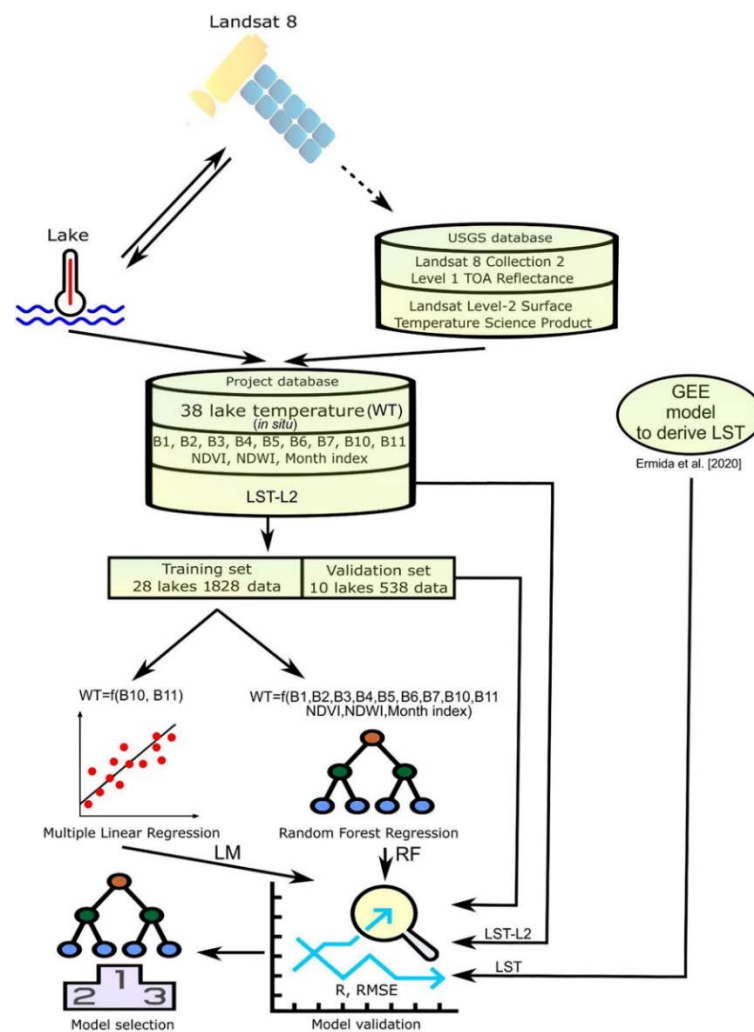 Landsat 8
Lake
USGS database
Landsat 8 Collection 2
Level 1 TOA Reflectance
Landsat Level-2 Surface
Temperature Science Product
Project database
38 lake temperature (WT)
(in situ)
B1, B2, B3, B4, B5, B6, B7, B10, B11
NDVI, NDWI, Month index
LST-L2
GEE
model
to derive LST
Ermida et al. [2020]
Training set
28 lakes 1828 data
Validation set
10 lakes 538 data
WT=f(B10, B11)
WT=f(B1,B2,B3,B4,B5,B6,B7,B10,B11
NDVI,NDWI,Month index)
Multiple Linear Regression
Random Forest Regression
LM
RF
LST-L2
LST
R, RMSE
1
2
3
Model selection
Model validation